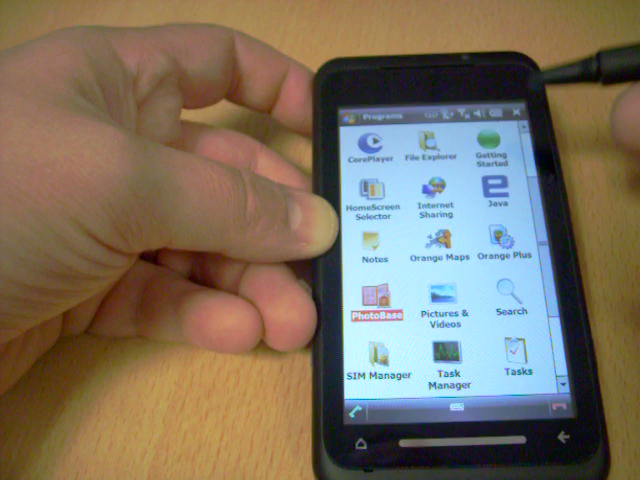 Programs
CorePlayer File Explorer Getting
Started
HomeScreen
Selector Internet
Sharing Java
Notes Orange Maps Orange Plus
PhotoBase Pictures &
Videos Search
SIM Manager Task
Manager Tasks